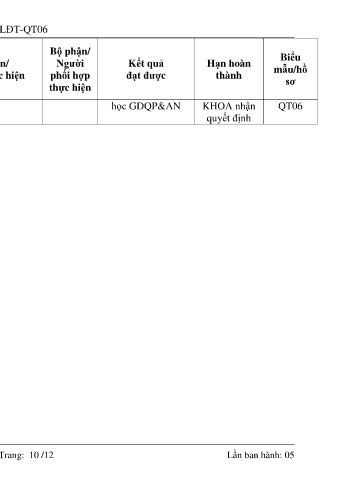 LĐT-QT06
n/
c hiện
Bộ phận/
Người
phối hợp
thực hiện
Kết quả
đạt được
Hạn hoàn
thành
Biểu
mẫu/hồ
sơ
học GDQP&AN
KHOA nhận
quyết định
QT06
Trang: 10 /12
Lần ban hành: 05